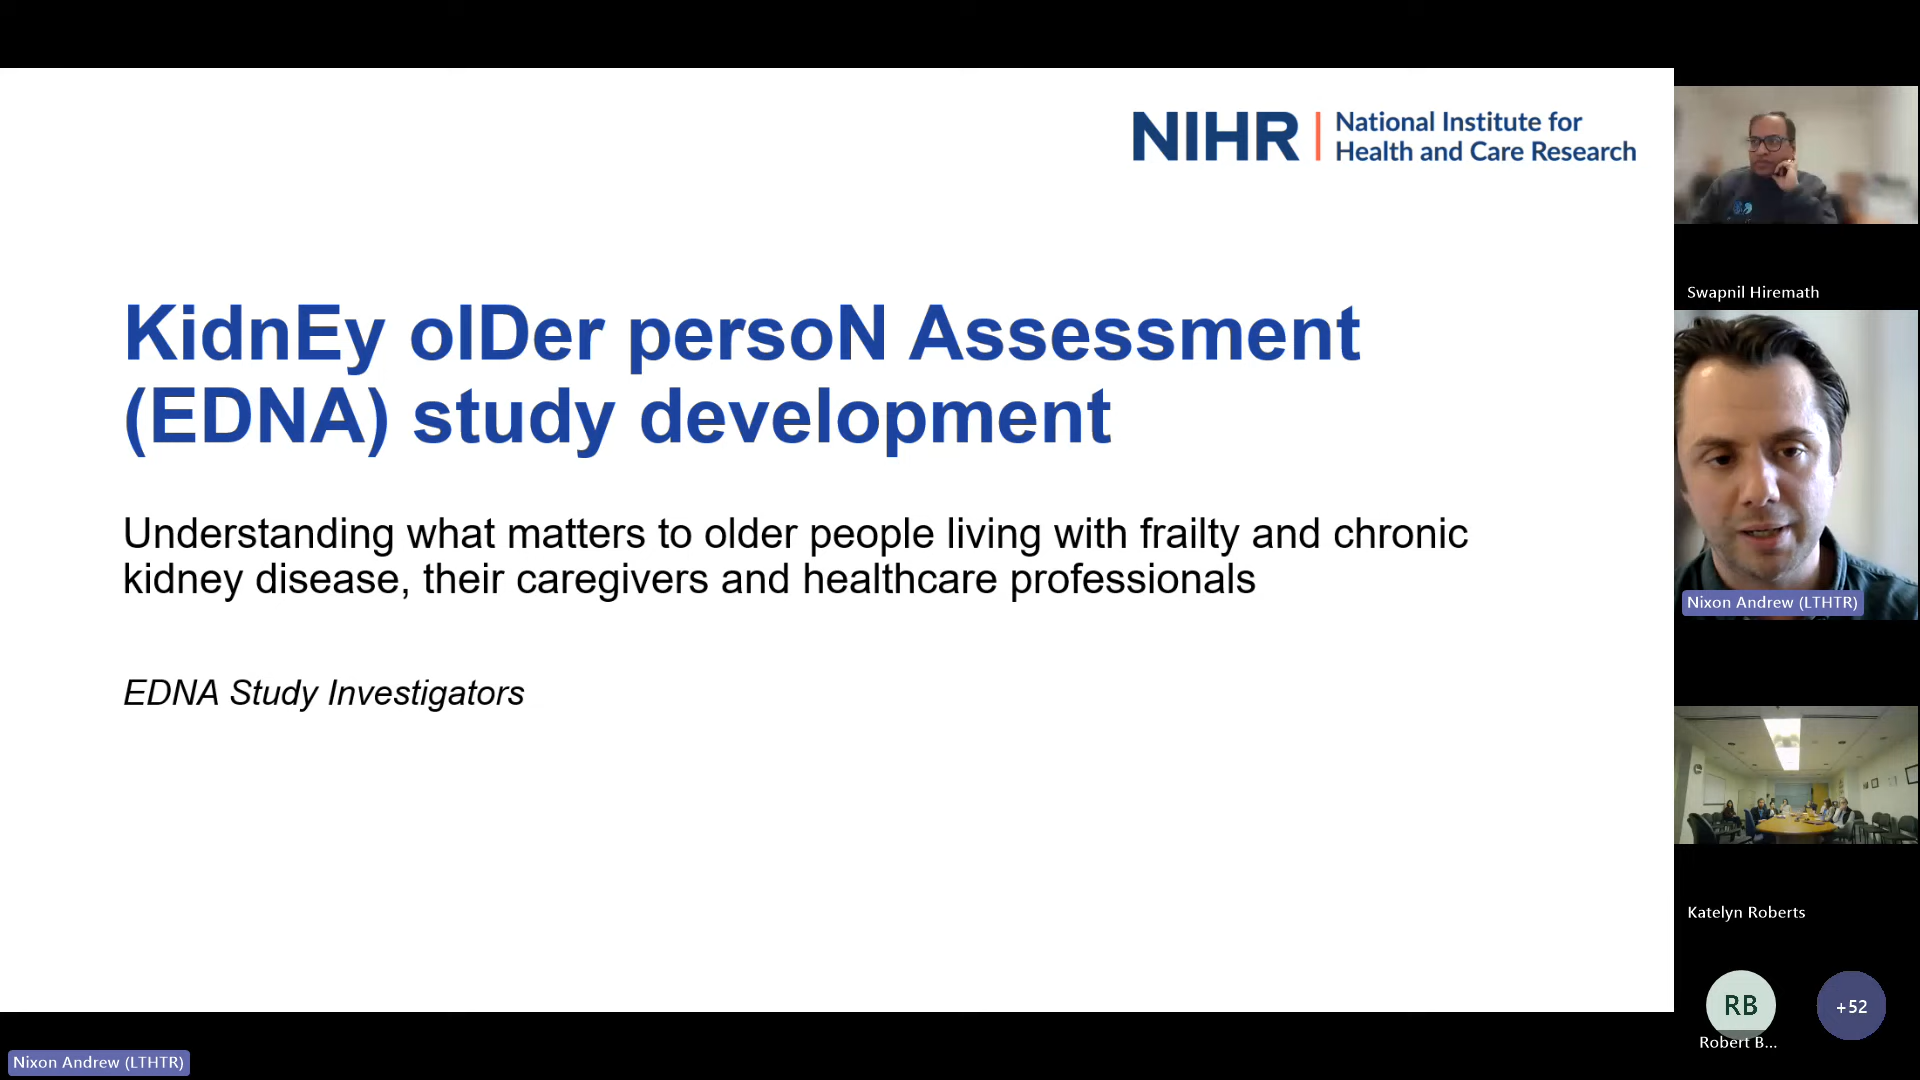 NIHR
National Institute for
Health and Care Research
KidnEy olDer persoN Assessment
(EDNA) study development
Understanding what matters to older people living with frailty and chronic
kidney disease, their caregivers and healthcare professionals
EDNA Study Investigators
Swapnil Hiremath
Nixon Andrew (LTHTR)
Katelyn Roberts
RB
+52
Robert B...
Nixon Andrew (LTHTR)